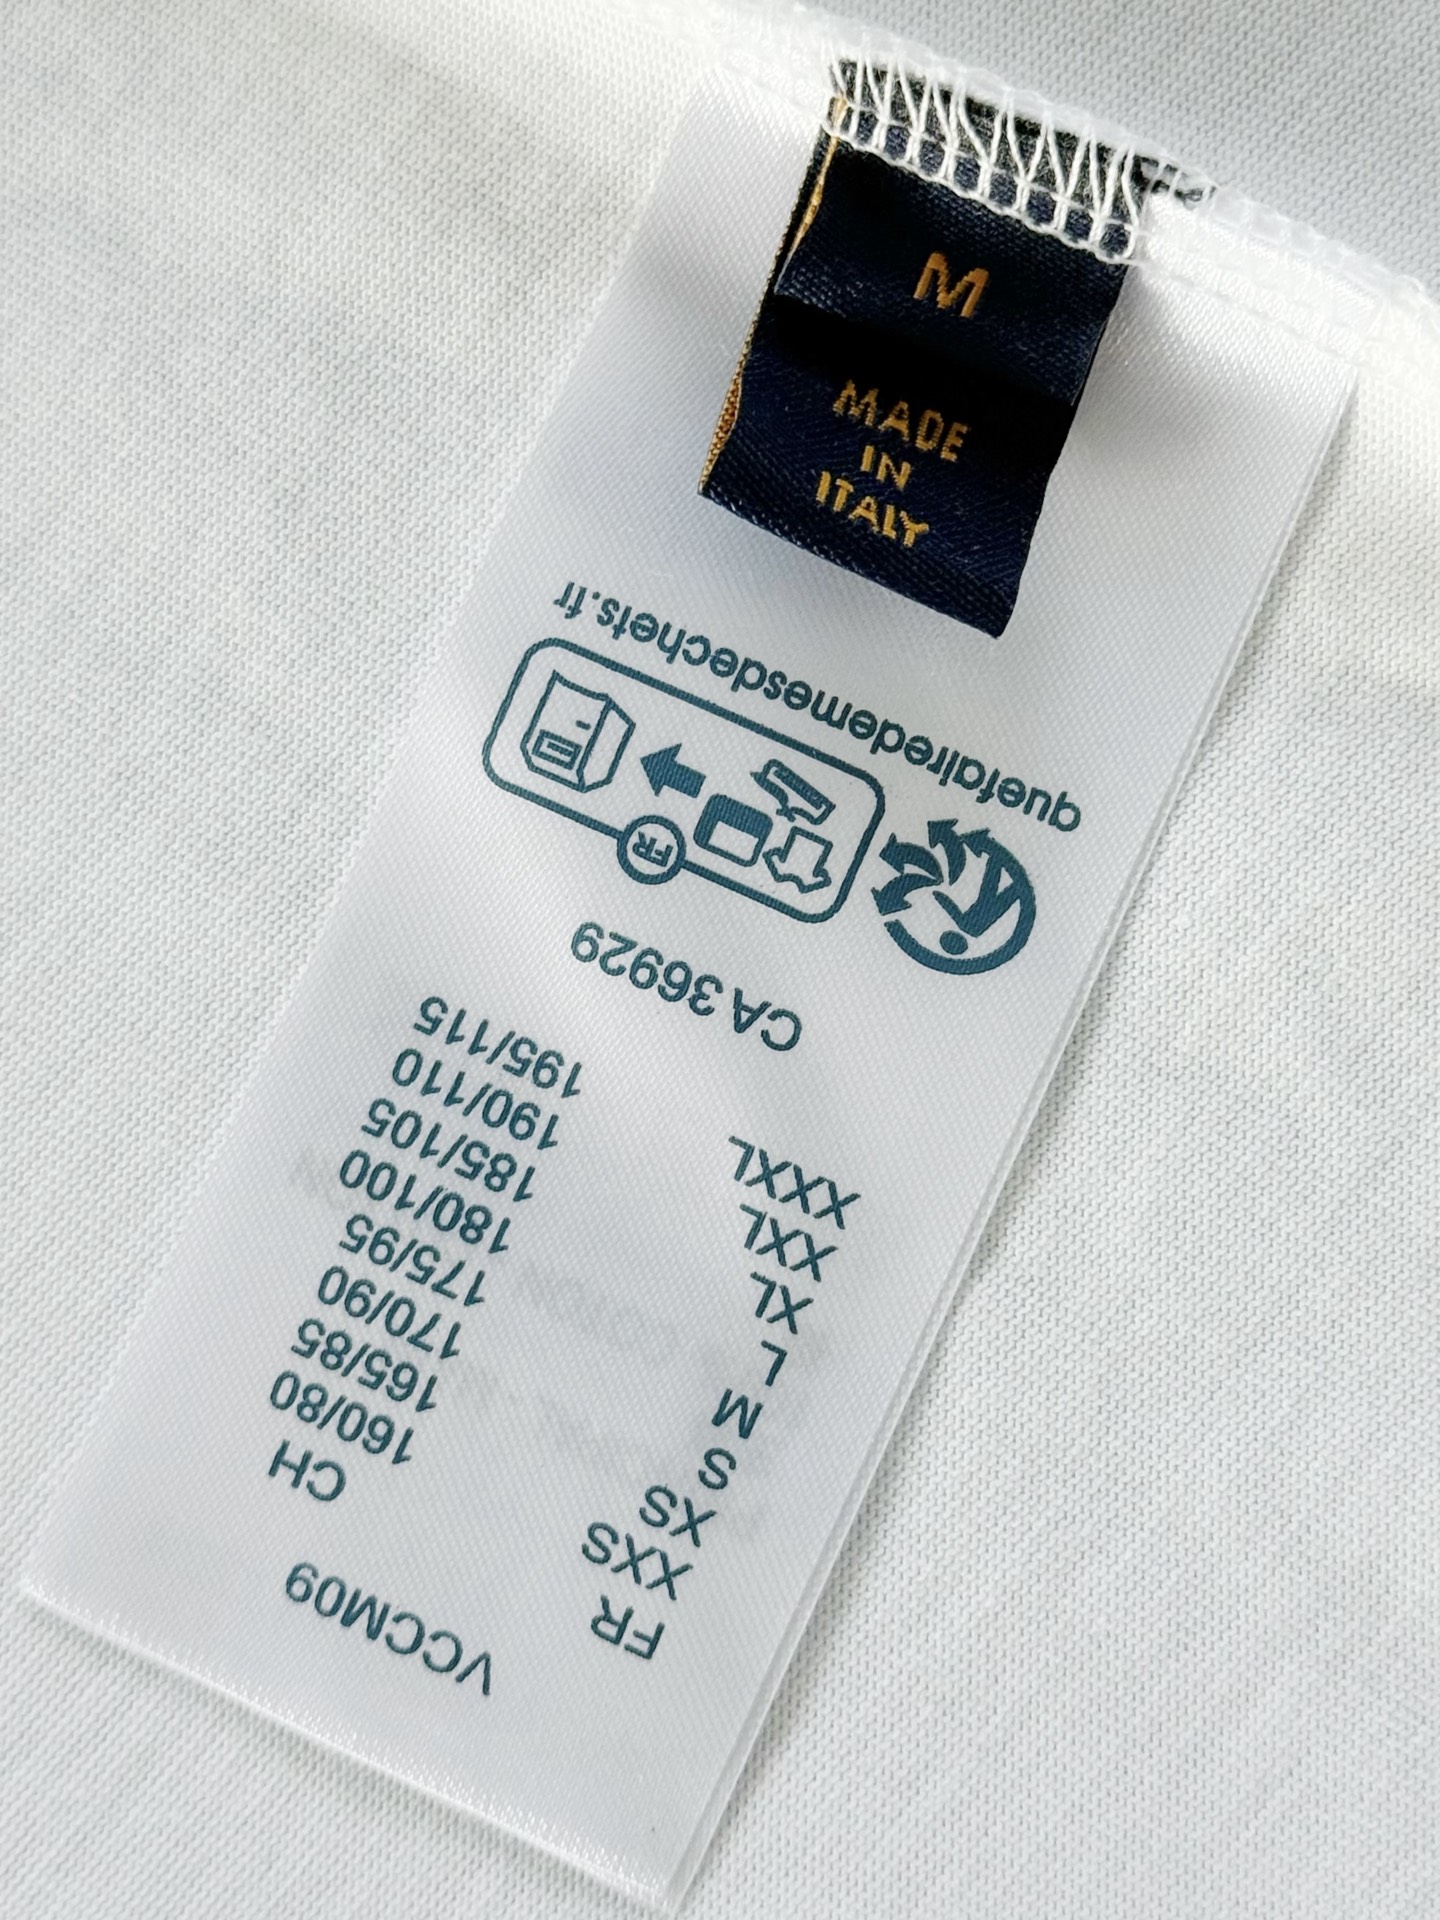 M
MADE
IN
ITALY
VCCCM09
FR CH
XXS 160/80
XS 165/85
S 170/90
M 175/95
L 180/100
XL 185/105
XXL 190/110
XXXL 195/115
CA 36929
FR
quefairedemesdechets.fr